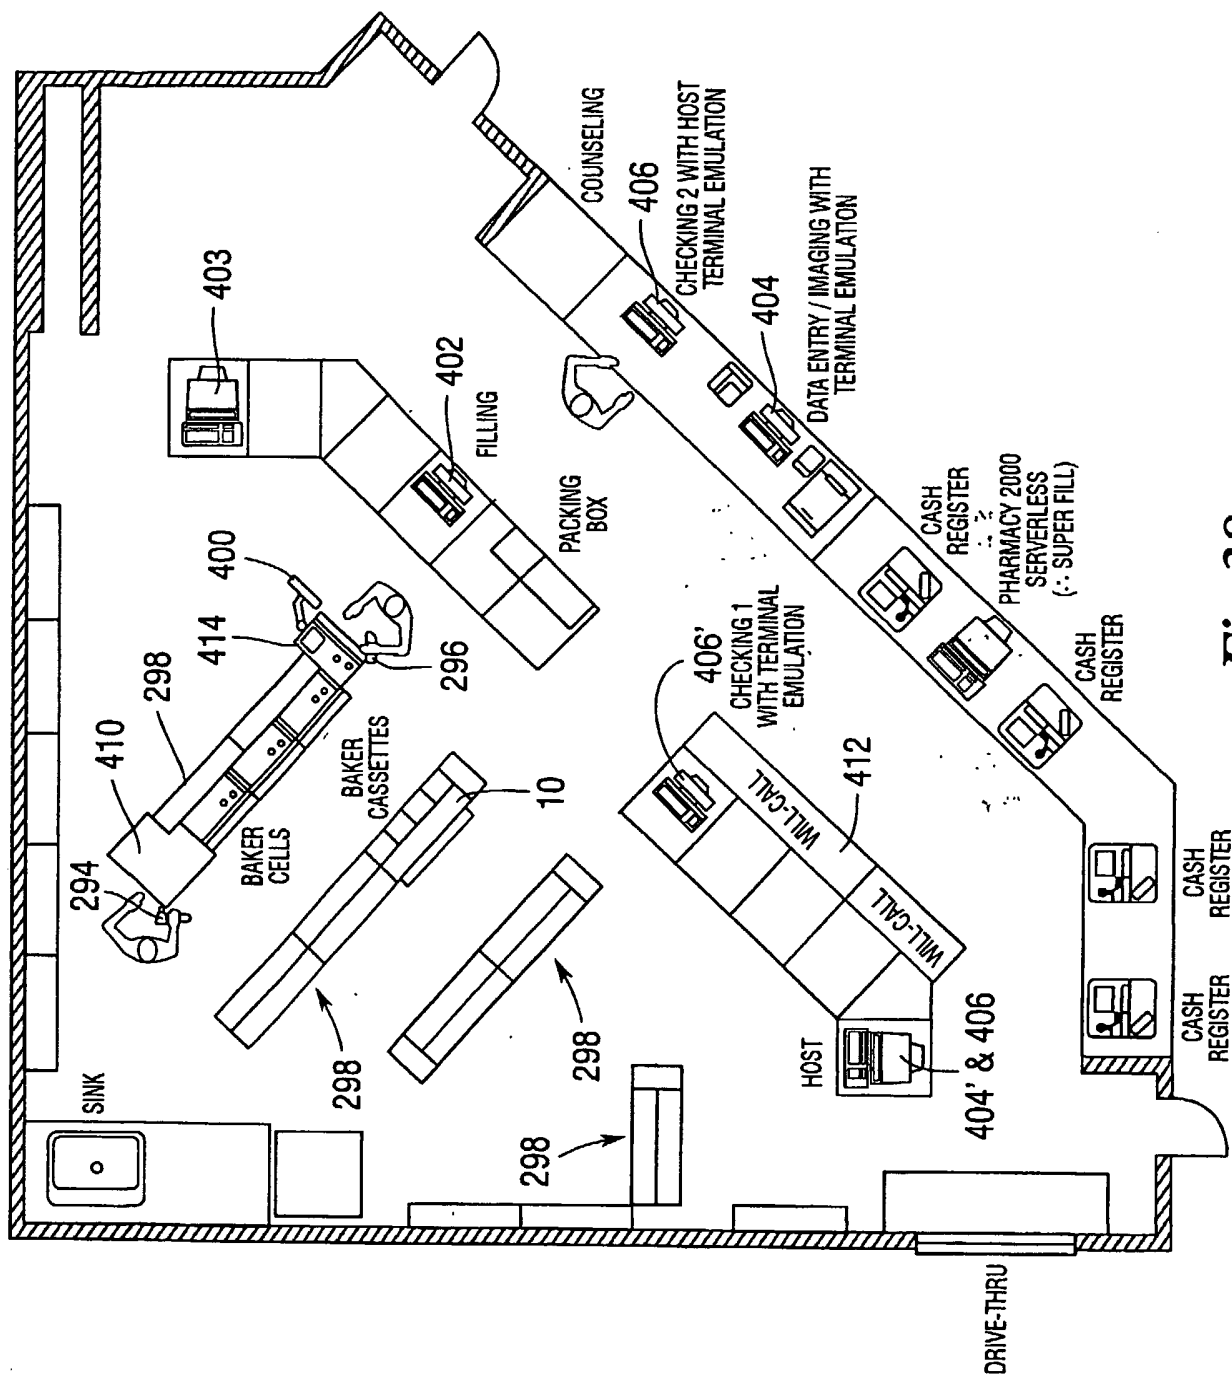 SINK
294
410
298
414
400
403
BAKER
CELLS
298
BAKER
CASSETTES
296
402
FILLING
298
10
PACKING
BOX
298
COUNSELING
406
CHECKING 2 WITH HOST
TERMINAL EMULATION
406'
CHECKING 1
WITH TERMINAL
EMULATION
404
DATA ENTRY / IMAGING WITH
TERMINAL EMULATION
WILL-CALL
HOST
412
WILL-CALL
CASH
REGISTER
404' & 406
DRIVE-THRU
PHARMACY 2000
SERVERLESS
(∴ SUPER FILL)
CASH
REGISTER
CASH
REGISTER
CASH
REGISTER